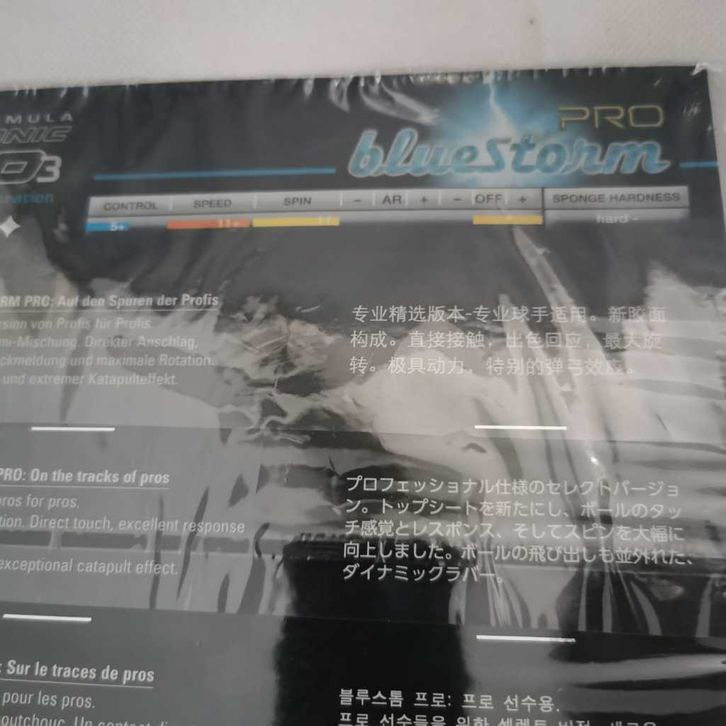 MULA
PRO
bluestorm
CONTROL SPEED SPIN - AR + - OFF + SPONGE HARDNESS
5+ 11+ 11 hard -
RM PRO: Auf den Spuren der Profis
rsion von Profis für Profis.
mi-Mischung. Direkter Anschlag,
ckmeldung und maximale Rotation.
und extremer Katapulteffekt.
专业精选版本-专业球手适用。新胶面
构成。直接接触，出色回应，最大旋
转。极具动力，特别的弹弓效应。
PRO: On the tracks of pros
pros for pros.
tion. Direct touch, excellent response
exceptional catapult effect.
プロフェッショナル仕様のセレクトバージョ
ン。トップシートを新たにし、ボールのタッ
チ感覚とレスポンス、そしてスピンを大幅に
向上しました。ボールの飛び出しも並外れた、
ダイナミックラバー。
: Sur le traces de pros
pour les pros.
블루스톰 프로: 프로 선수용.